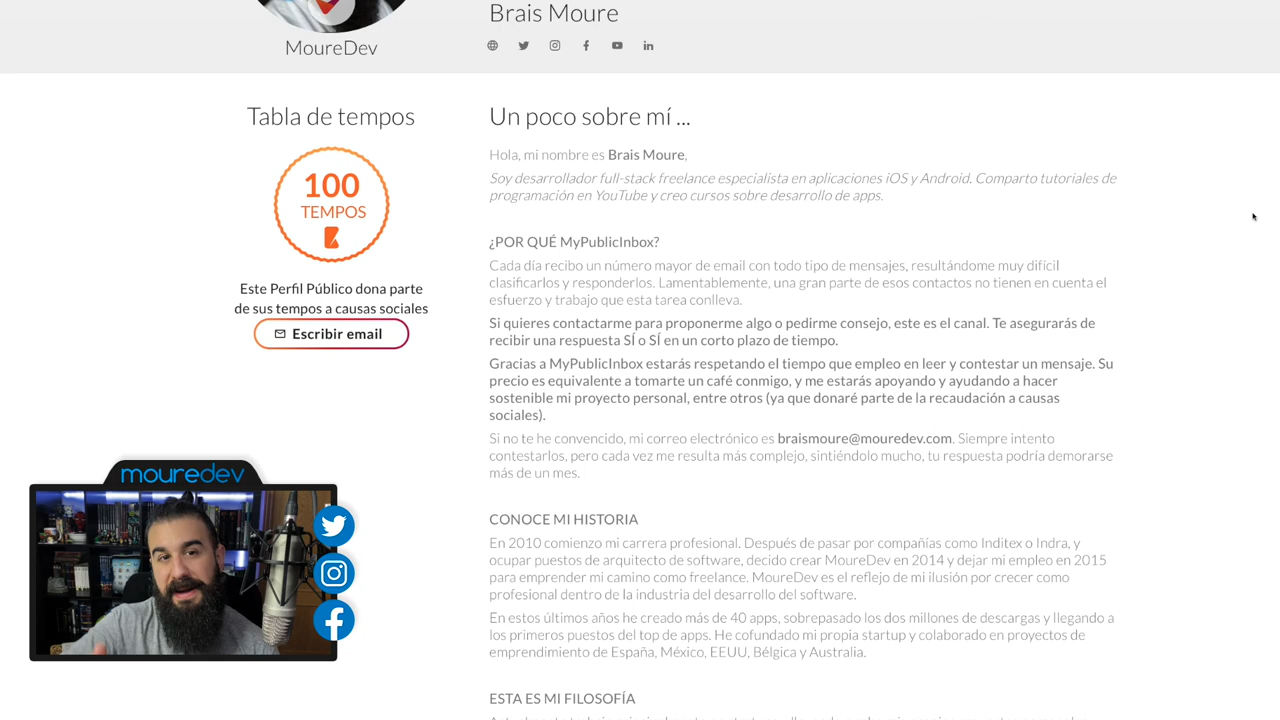 Brais Moure
MoureDev
Tabla de tempos
100
TEMPOS
Este Perfil Público dona parte
de sus tempos a causas sociales
Escribir email
Un poco sobre mí ...
Hola, mi nombre es Brais Moure,
Soy desarrollador full-stack freelance especialista en aplicaciones iOS y Android. Comparto tutoriales de
programación en YouTube y creo cursos sobre desarrollo de apps.
¿POR QUÉ MyPublicInbox?
Cada día recibo un número mayor de email con todo tipo de mensajes, resultándome muy difícil
clasificarlos y responderlos. Lamentablemente, una gran parte de esos contactos no tienen en cuenta el
esfuerzo y trabajo que esta tarea conlleva.
Si quieres contactarme para proponerme algo o pedirme consejo, este es el canal. Te asegurarás de
recibir una respuesta SÍ o SÍ en un corto plazo de tiempo.
Gracias a MyPublicInbox estarás respetando el tiempo que empleo en leer y contestar un mensaje. Su
precio es equivalente a tomarte un café conmigo, y me estarás apoyando y ayudando a hacer
sostenible mi proyecto personal, entre otros (ya que donaré parte de la recaudación a causas
sociales).
Si no te he convencido, mi correo electrónico es braismoure@mouredev.com. Siempre intento
contestarlos, pero cada vez me resulta más complejo, sintiéndolo mucho, tu respuesta podría demorarse
más de un mes.
CONOCE MI HISTORIA
En 2010 comienzo mi carrera profesional. Después de pasar por compañías como Inditex o Indra, y
ocupar puestos de arquitecto de software, decido crear MoureDev en 2014 y dejar mi empleo en 2015
para emprender mi camino como freelance. MoureDev es el reflejo de mi ilusión por crecer como
profesional dentro de la industria del desarrollo del software.
En estos últimos años he creado más de 40 apps, sobrepasado los dos millones de descargas y llegando a
los primeros puestos del top de apps. He cofundado mi propia startup y colaborado en proyectos de
emprendimiento de España, México, EEUU, Bélgica y Australia.
ESTA ES MI FILOSOFÍA
mouredev